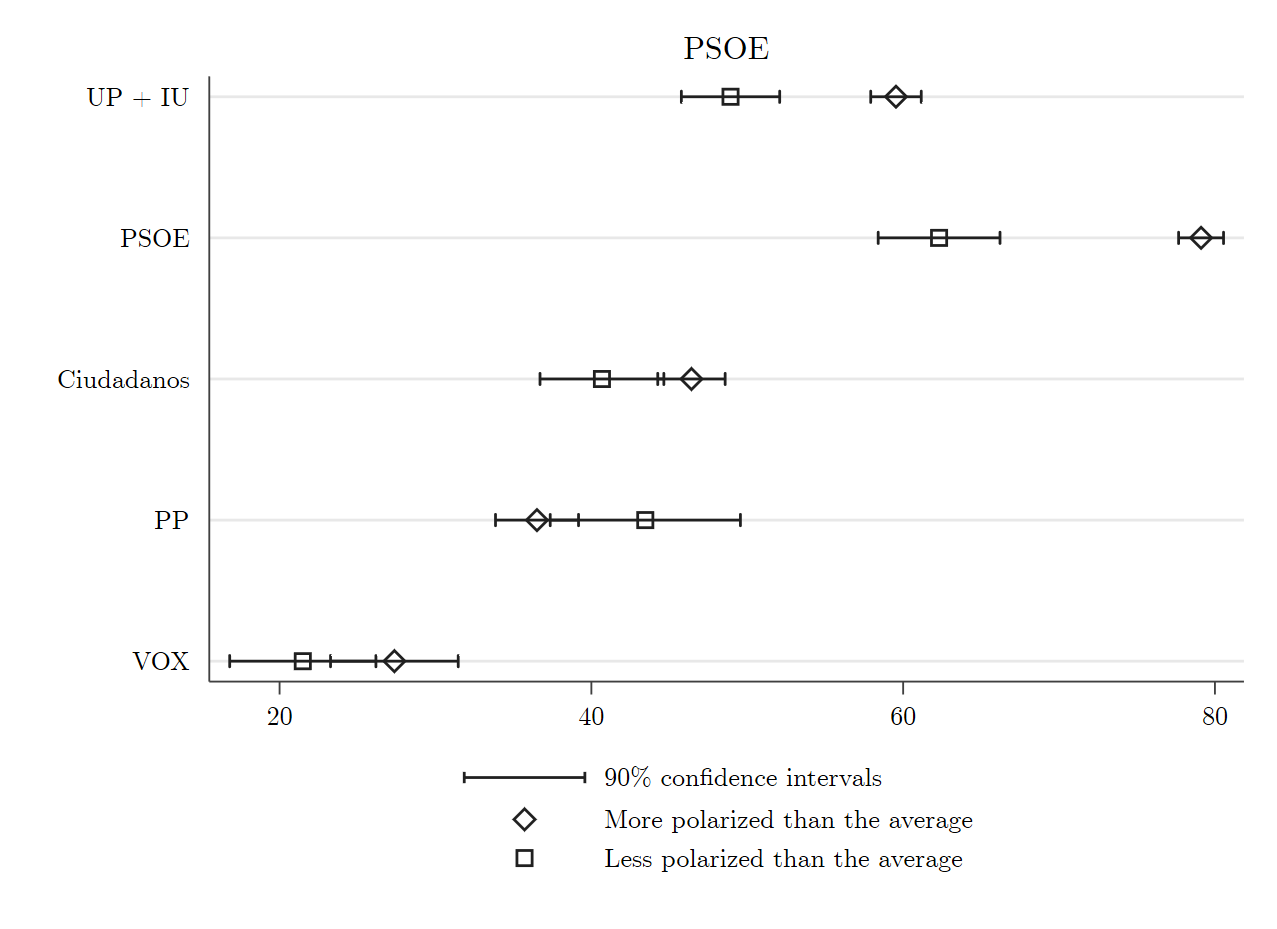 PSOE
UP + IU
PSOE
Ciudadanos
PP
VOX
20 40 60 80
90% confidence intervals
More polarized than the average
Less polarized than the average